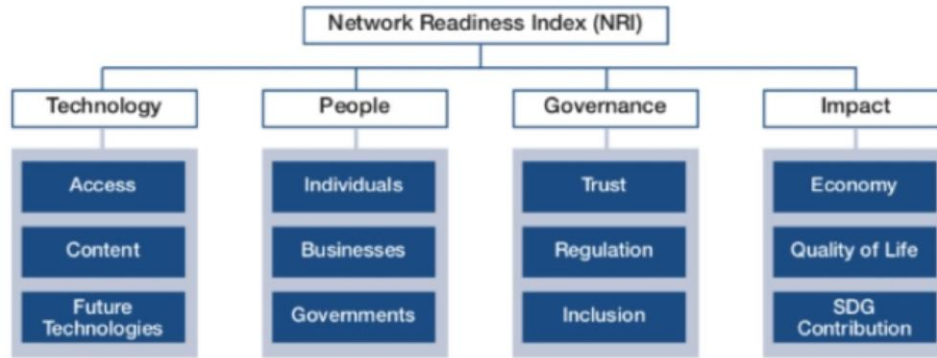 Network Readiness Index (NRI)
Technology
People
Governance
Impact
Access
Individuals
Trust
Economy
Content
Businesses
Regulation
Quality of Life
Future
Technologies
Governments
Inclusion
SDG
Contribution